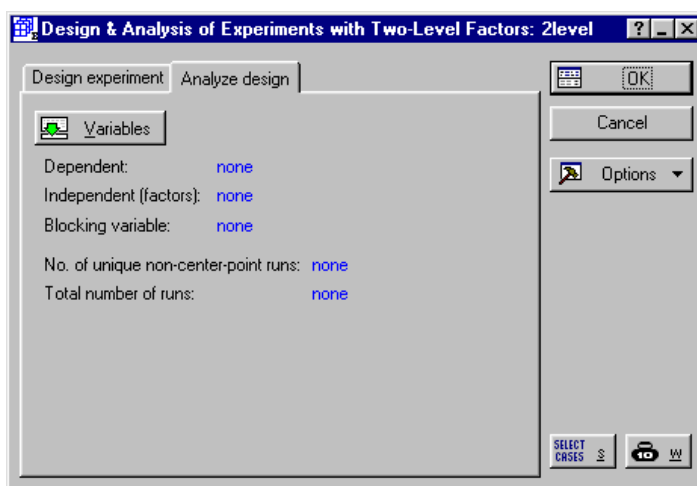 Design & Analysis of Experiments with Two-Level Factors: 2level
Design experiment Analyze design
Variables
Dependent: none
Independent (factors): none
Blocking variable: none
No. of unique non-center-point runs: none
Total number of runs: none
OK
Cancel
Options
SELECT
CASES S
10 W